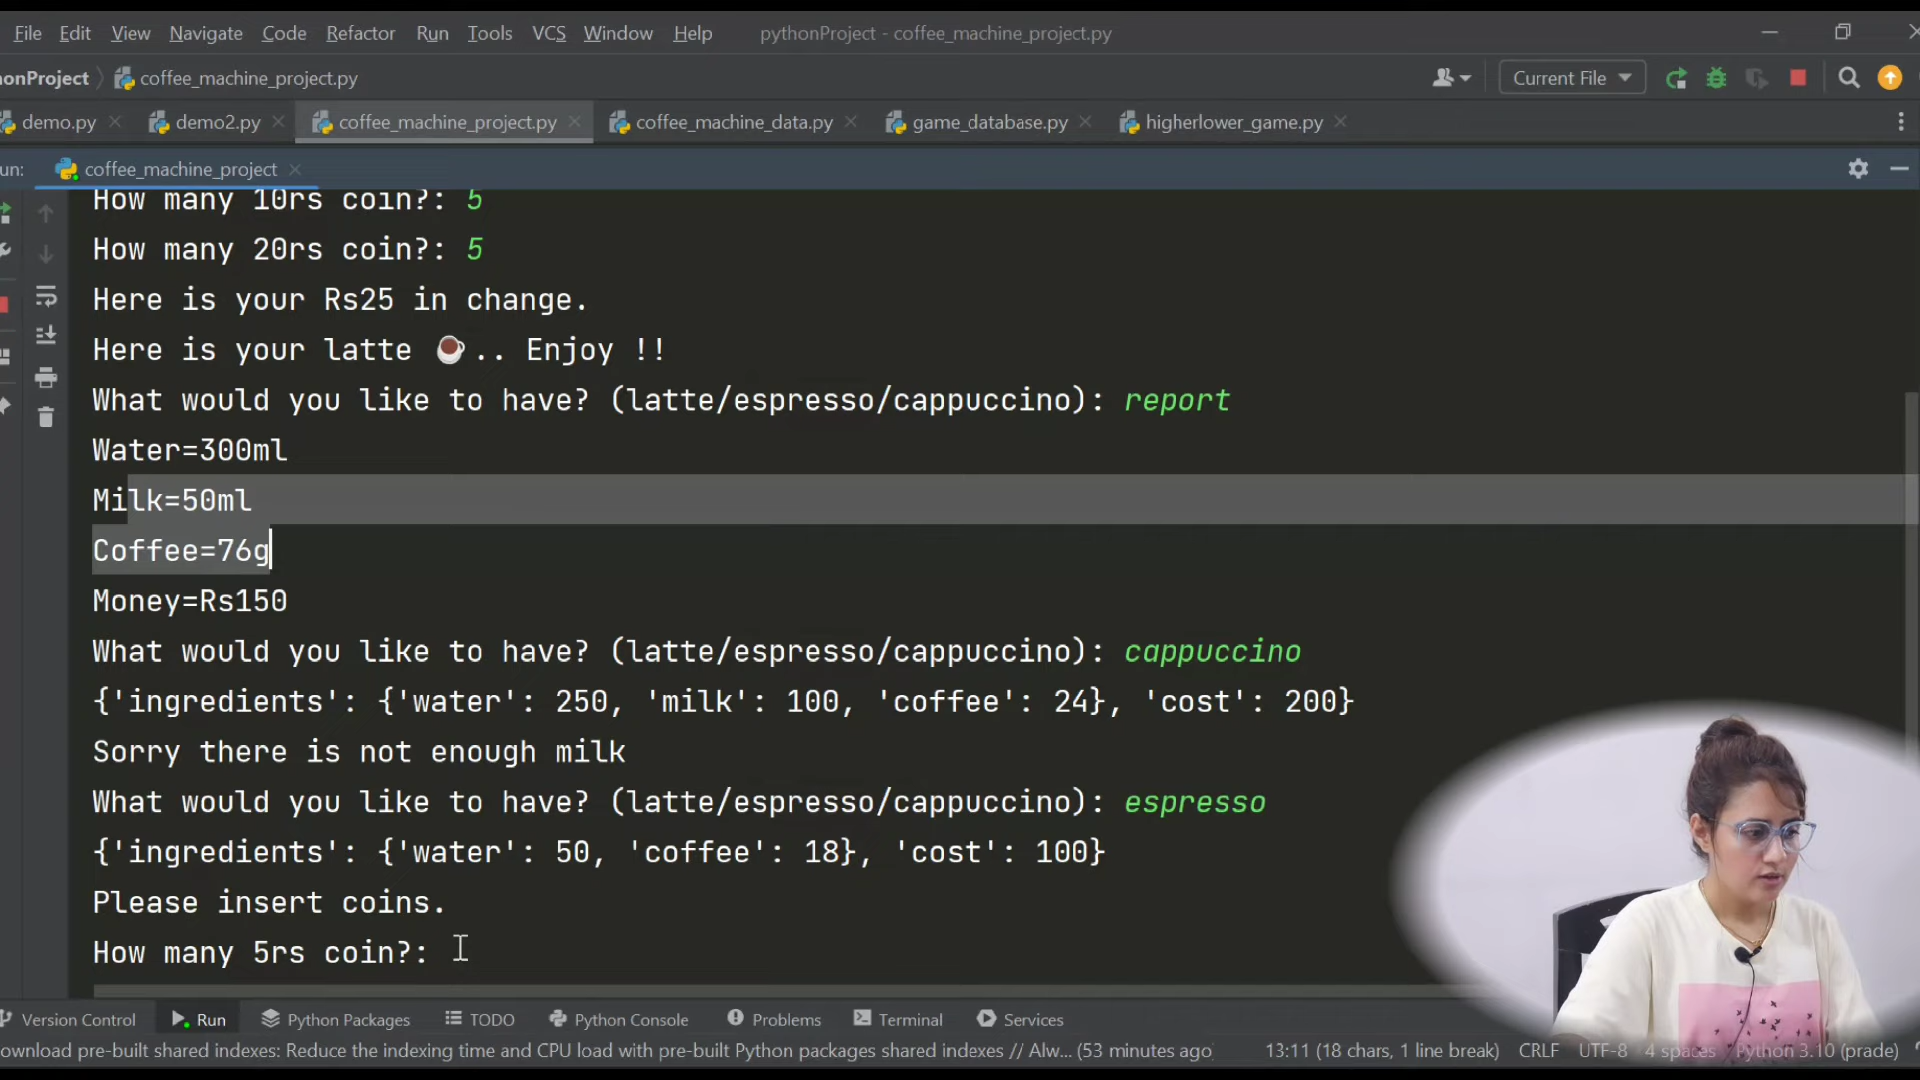 File Edit View Navigate Code Refactor Run Tools VCS Window Help pythonProject - coffee_machine_project.py
honProject coffee_machine_project.py Current File
demo.py demo2.py coffee_machine_project.py coffee_machine_data.py game_database.py higherlower_game.py
un: coffee_machine_project
How many 10rs coin?: 5
How many 20rs coin?: 5
Here is your Rs25 in change.
Here is your latte ☕.. Enjoy !!
What would you like to have? (latte/espresso/cappuccino): report
Water=300ml
Milk=50ml
Coffee=76g
Money=Rs150
What would you like to have? (latte/espresso/cappuccino): cappuccino
{'ingredients': {'water': 250, 'milk': 100, 'coffee': 24}, 'cost': 200}
Sorry there is not enough milk
What would you like to have? (latte/espresso/cappuccino): espresso
{'ingredients': {'water': 50, 'coffee': 18}, 'cost': 100}
Please insert coins.
How many 5rs coin?:
Version Control Run Python Packages TODO Python Console Problems Terminal Services
ownload pre-built shared indexes: Reduce the indexing time and CPU load with pre-built Python packages shared indexes // Alw... (53 minutes ago) 13:11 (18 chars, 1 line break) CRLF UTF-8 4 spaces Python 3.10 (prade)